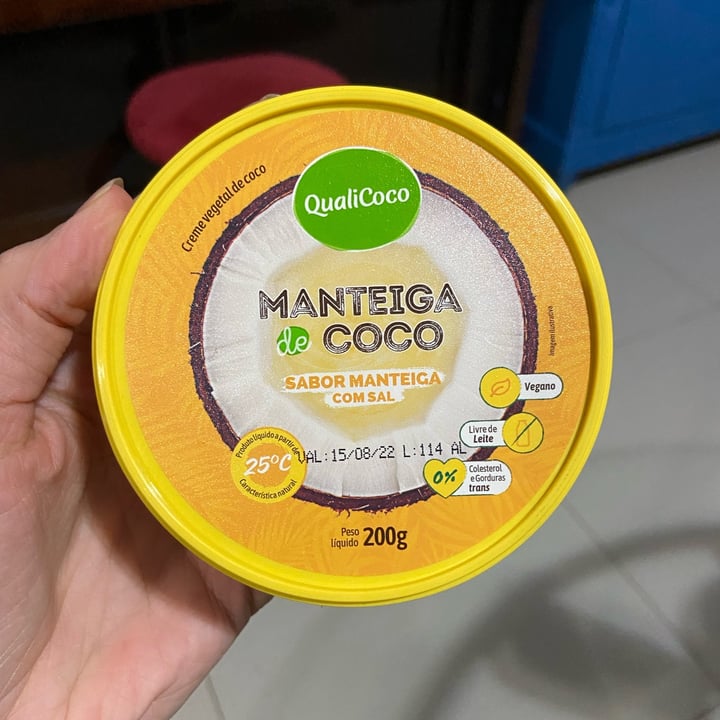 Creme vegetal de coco
QualiCoco
MANTEIGA
de COCO
SABOR MANTEIGA
COM SAL
Imagem ilustrativa
Vegano
Livre de
Leite
0%
Colesterol
e Gorduras
trans
Produto líquido a partir de
25°C
Característica natural
VAL:15/08/22 L:114 AL
Peso
líquido 200g